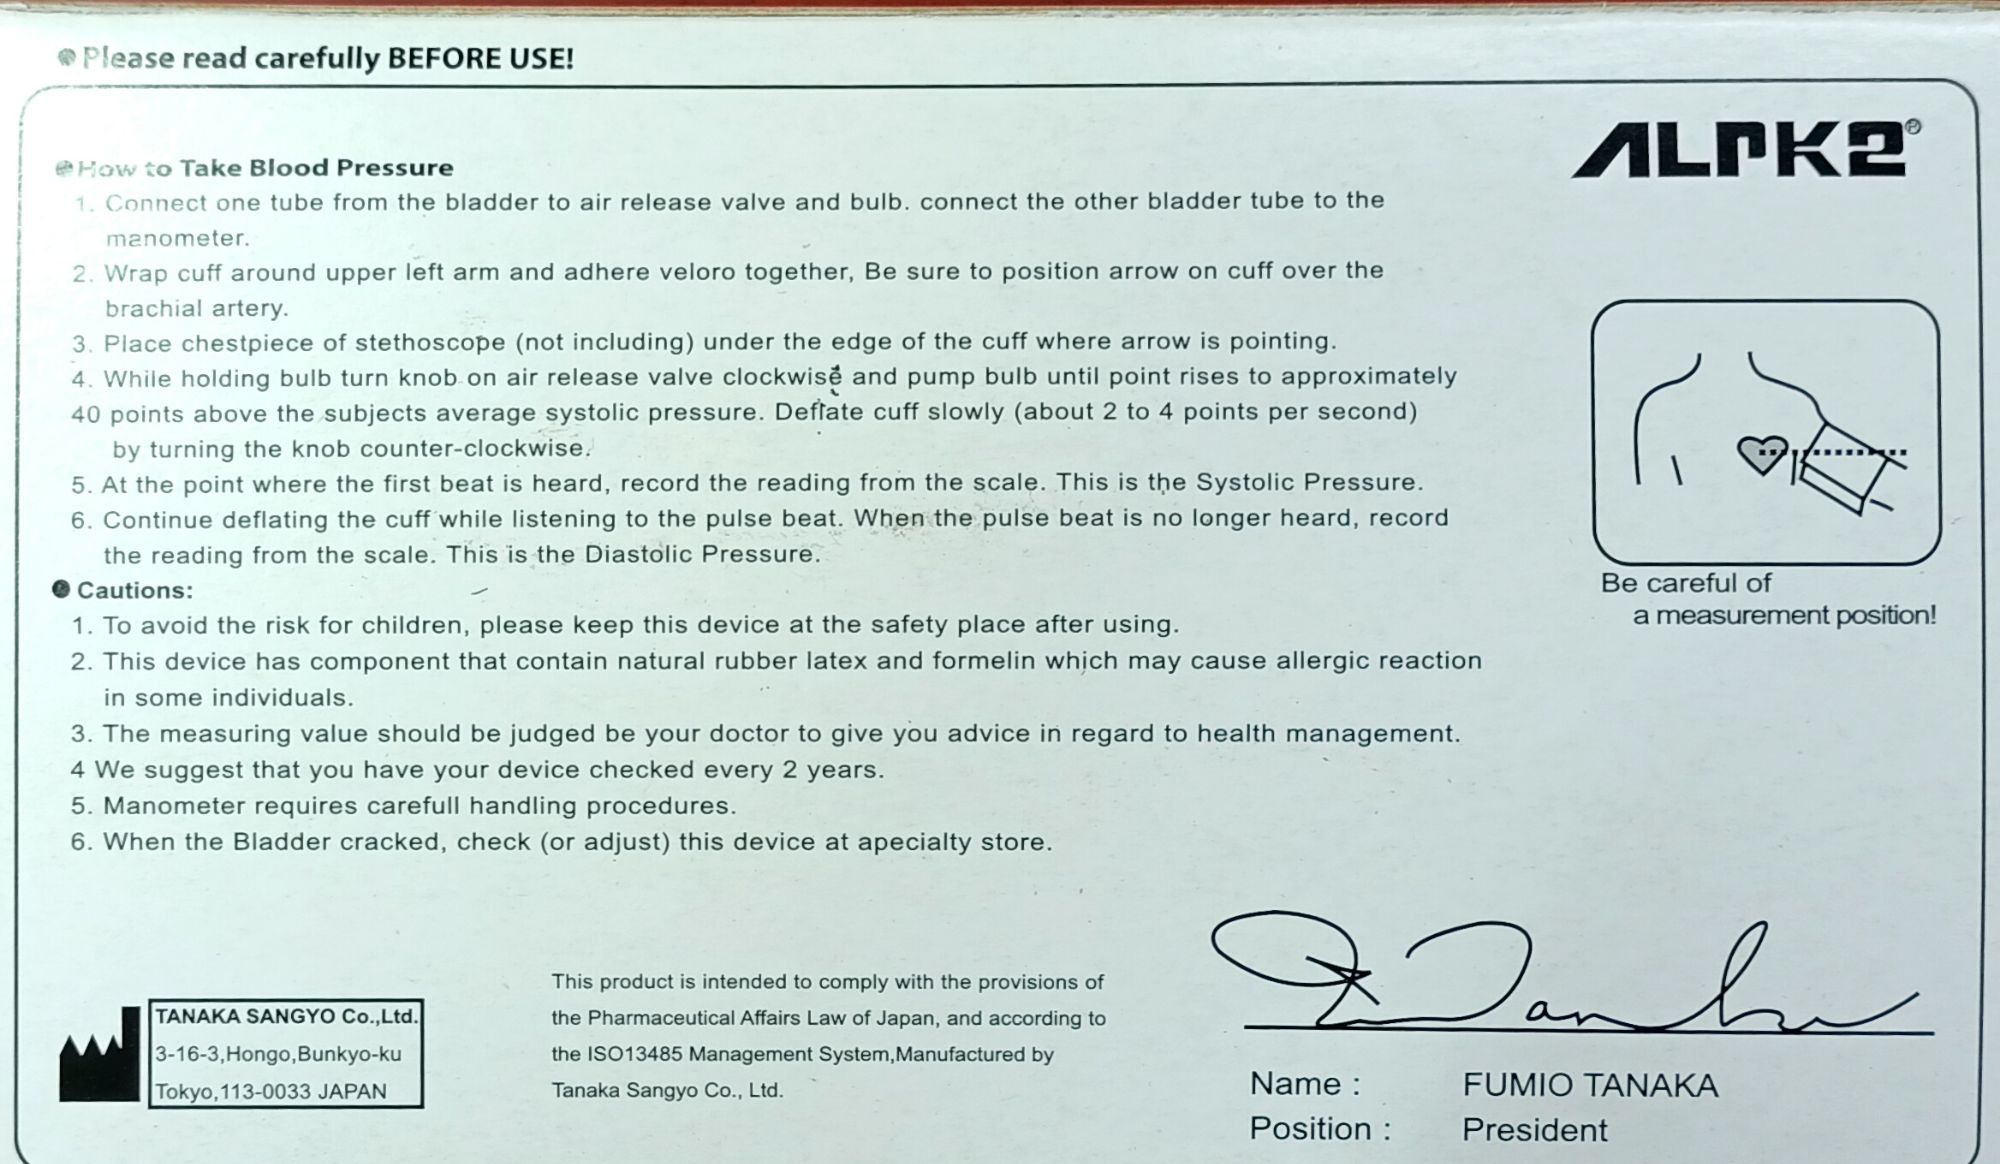 Please read carefully BEFORE USE!
ALPK2®
How to Take Blood Pressure
1. Connect one tube from the bladder to air release valve and bulb. connect the other bladder tube to the
manometer.
2. Wrap cuff around upper left arm and adhere veloro together, Be sure to position arrow on cuff over the
brachial artery.
3. Place chestpiece of stethoscope (not including) under the edge of the cuff where arrow is pointing.
4. While holding bulb turn knob on air release valve clockwise and pump bulb until point rises to approximately
40 points above the subjects average systolic pressure. Deflate cuff slowly (about 2 to 4 points per second)
by turning the knob counter-clockwise.
5. At the point where the first beat is heard, record the reading from the scale. This is the Systolic Pressure.
6. Continue deflating the cuff while listening to the pulse beat. When the pulse beat is no longer heard, record
the reading from the scale. This is the Diastolic Pressure.
Be careful of
a measurement position!
Cautions:
1. To avoid the risk for children, please keep this device at the safety place after using.
2. This device has component that contain natural rubber latex and formelin which may cause allergic reaction
in some individuals.
3. The measuring value should be judged be your doctor to give you advice in regard to health management.
4 We suggest that you have your device checked every 2 years.
5. Manometer requires carefull handling procedures.
6. When the Bladder cracked, check (or adjust) this device at apecialty store.
TANAKA SANGYO Co.,Ltd.
3-16-3,Hongo,Bunkyo-ku
Tokyo,113-0033 JAPAN
This product is intended to comply with the provisions of
the Pharmaceutical Affairs Law of Japan, and according to
the ISO13485 Management System,Manufactured by
Tanaka Sangyo Co., Ltd.
Name : FUMIO TANAKA
Position : President